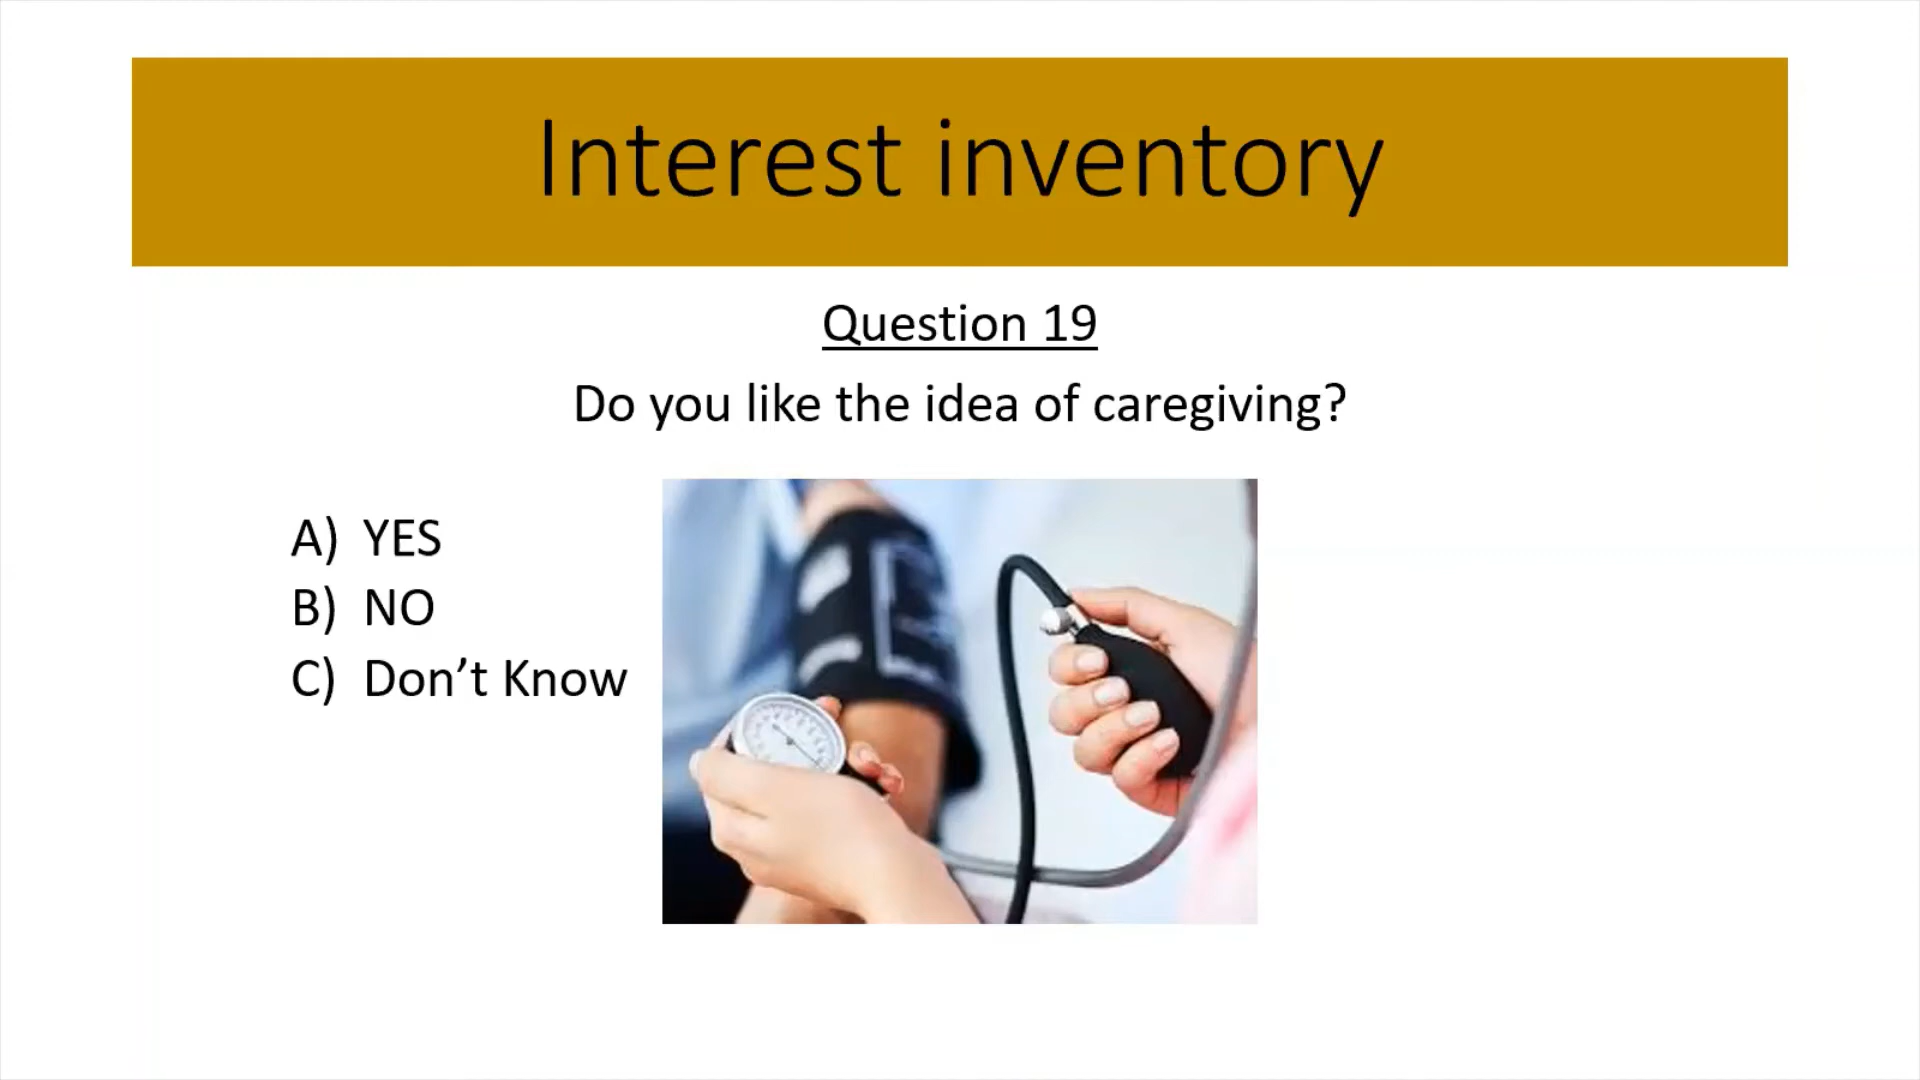 Interest inventory
Question 19
Do you like the idea of caregiving?
A) YES
B) NO
C) Don’t Know